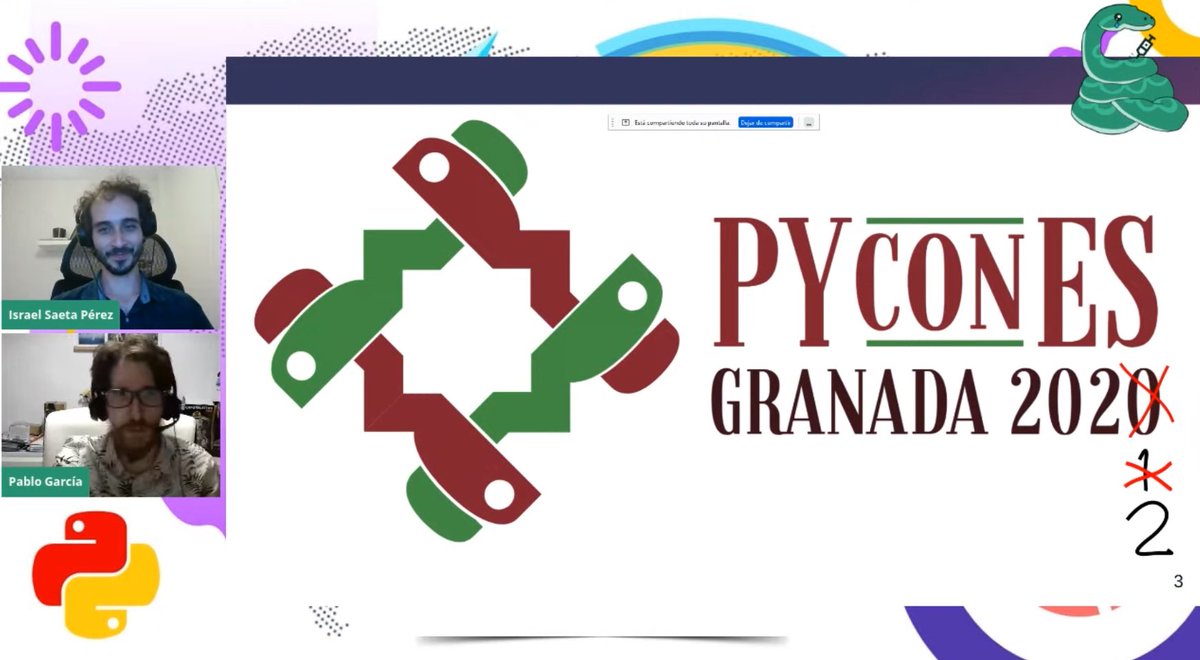 Está compartiendo toda su pantalla.
Dejar de compartir
Israel Saeta Pérez
Pablo García
PYCONES
GRANADA 2020
1
2
3